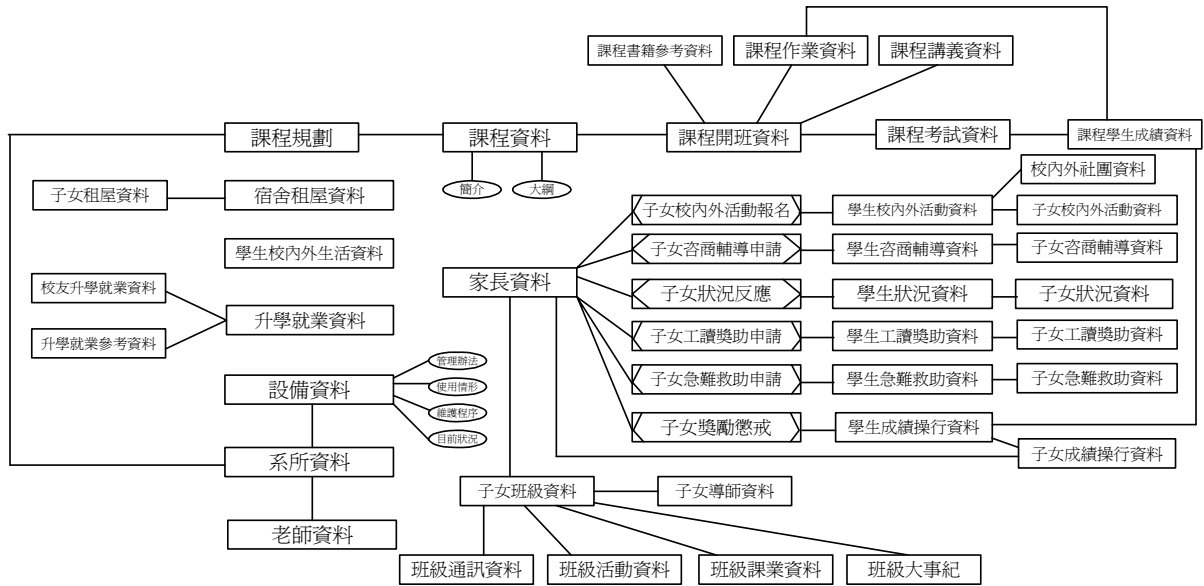 課程書籍參考資料
課程作業資料
課程講義資料
課程規劃
課程資料
課程開班資料
課程考試資料
課程學生成績資料
簡介
大綱
校內外社團資料
子女租屋資料
宿舍租屋資料
子女校內外活動報名
學生校內外活動資料
子女校內外活動資料
學生校內外生活資料
子女咨商輔導申請
學生咨商輔導資料
子女咨商輔導資料
家長資料
校友升學就業資料
子女狀況反應
學生狀況資料
子女狀況資料
升學就業資料
升學就業參考資料
子女工讀獎助申請
學生工讀獎助資料
子女工讀獎助資料
管理辦法
設備資料
使用情形
子女急難救助申請
學生急難救助資料
子女急難救助資料
維護程序
目前狀況
子女獎勵懲戒
學生成績操行資料
子女成績操行資料
系所資料
子女班級資料
子女導師資料
老師資料
班級通訊資料
班級活動資料
班級課業資料
班級大事紀